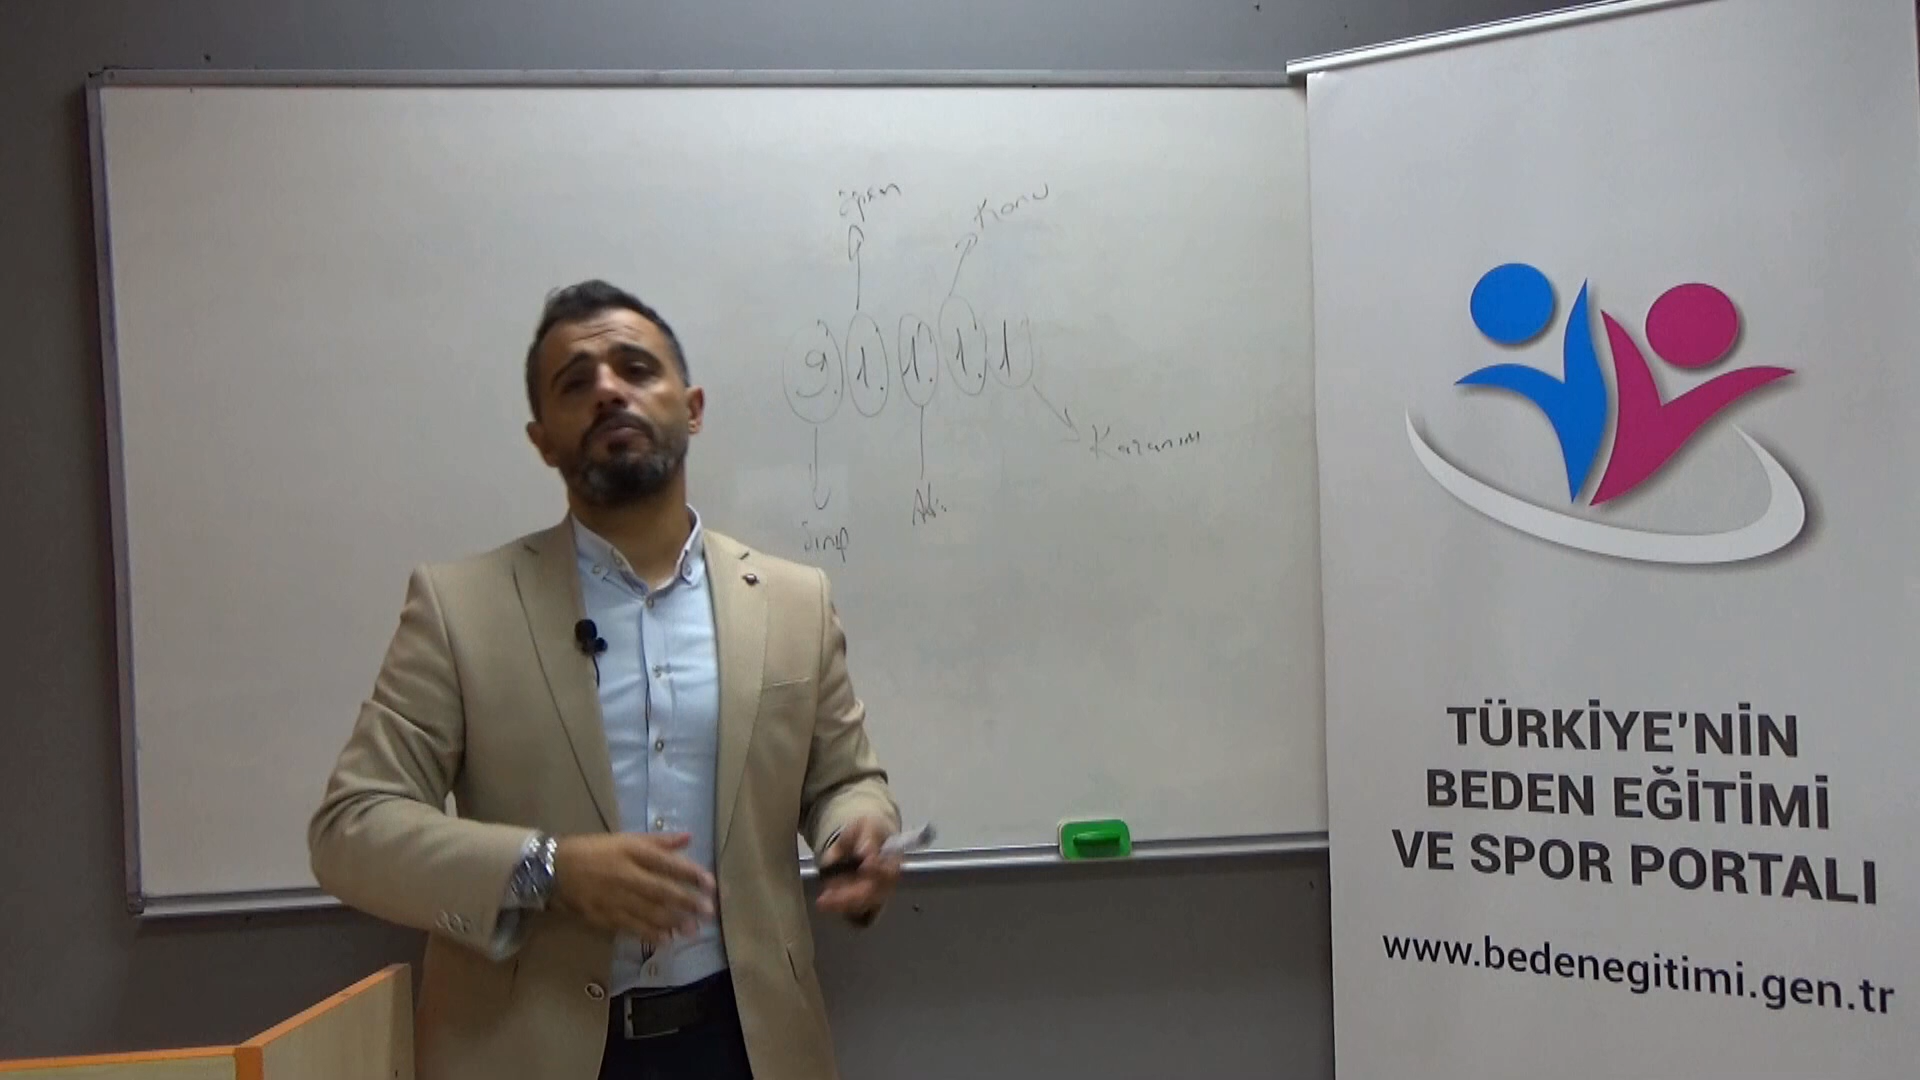 Konu
9. 1. 1. 1. 1
Kazanım
Sınıf
TÜRKİYE'NİN
BEDEN EĞİTİMİ
VE SPOR PORTALI
www.bedenegitimi.gen.tr